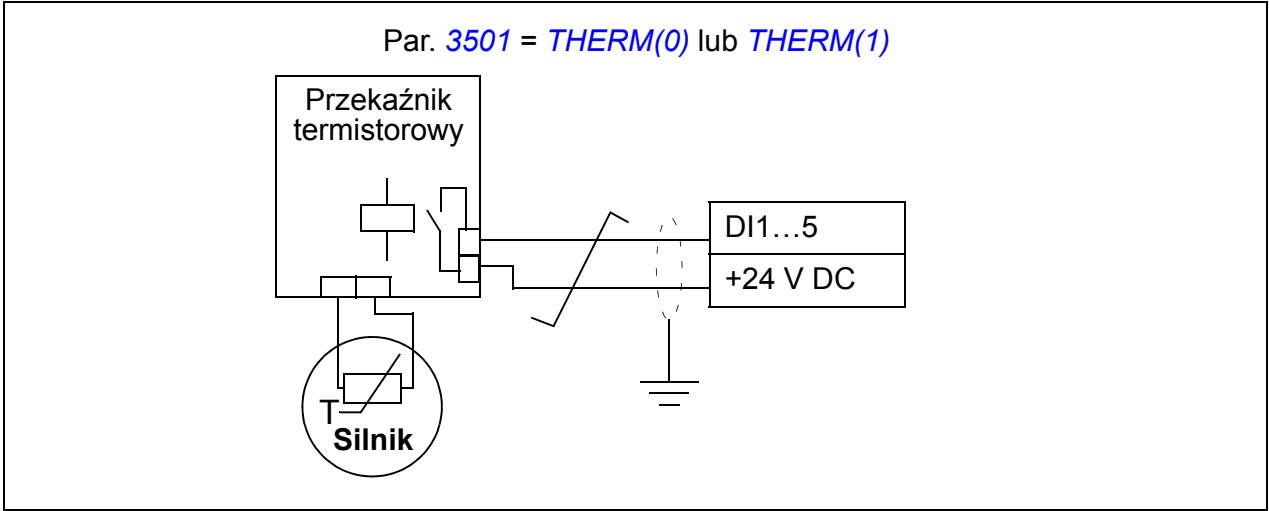 Par. 3501 = THERM(0) lub THERM(1)
Przekaźnik
termistorowy
DI1…5
+24 V DC
T
Silnik